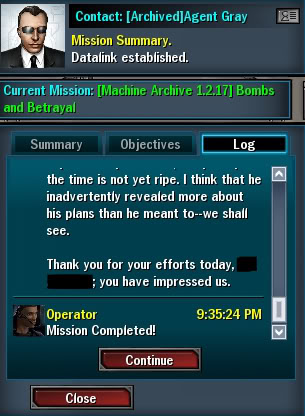 Contact: [Archived]Agent Gray
Mission Summary.
Datalink established.
Current Mission: [Machine Archive 1.2.17] Bombs
and Betrayal
Summary
Objectives
Log
the time is not yet ripe. I think that he
inadvertently revealed more about
his plans than he meant to--we shall
see.
Thank you for your efforts today,
; you have impressed us.
Operator 9:35:24 PM
Mission Completed!
Continue
Close